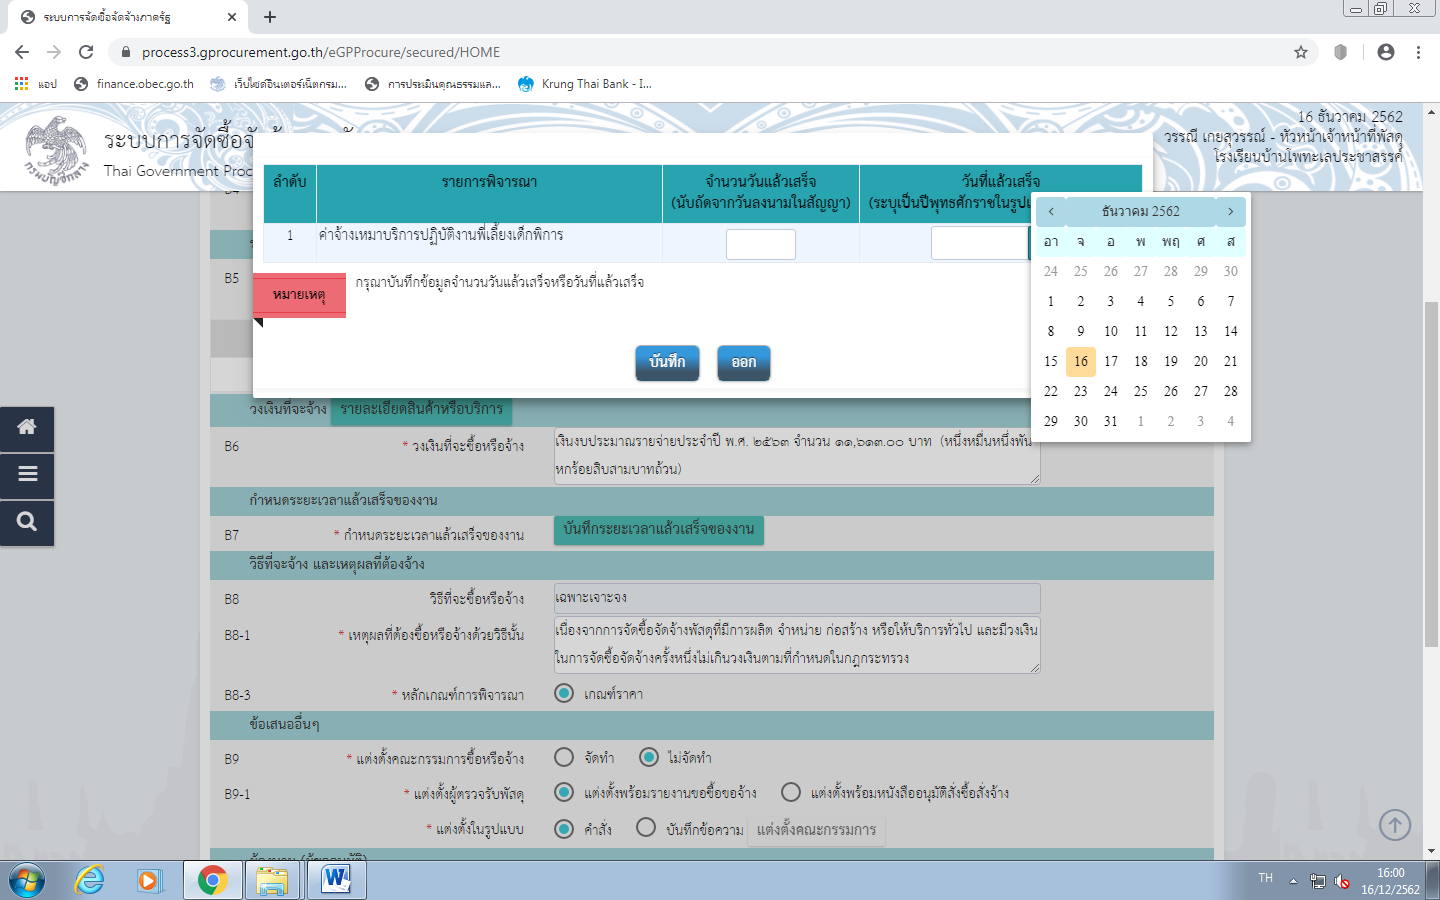 ระบบการจัดซื้อจัดจ้างภาครัฐ
process3.gprocurement.go.th/eGPProcure/secured/HOME
แอป
finance.obec.go.th
เว็บไซต์อินเตอร์เน็ตกรม...
การประเมินคุณธรรมแล...
Krung Thai Bank - I...
16 ธันวาคม 2562
ระบบการจัดซื้อจั
วรรณี เกษสุวรรณ์ - หัวหน้าเจ้าหน้าที่พัสดุ
Thai Government Proc
โรงเรียนบ้านโพทะเลประชาสรรค์
ลำดับ
รายการพิจารณา
จำนวนวันแล้วเสร็จ
(นับถัดจากวันลงนามในสัญญา)
วันที่แล้วเสร็จ
(ระบุเป็นปีพุทธศักราชในรูปแ
1
ค่าจ้างเหมาบริการปฏิบัติงานพี่เลี้ยงเด็กพิการ
หมายเหตุ
กรุณาบันทึกข้อมูลจำนวนวันแล้วเสร็จหรือวันที่แล้วเสร็จ
บันทึก
ออก
< ธันวาคม 2562 >
อา จ อ พ พฤ ศ ส
24 25 26 27 28 29 30
1 2 3 4 5 6 7
8 9 10 11 12 13 14
15 16 17 18 19 20 21
22 23 24 25 26 27 28
29 30 31 1 2 3 4
B5
วงเงินที่จะจ้าง
รายละเอียดสินค้าหรือบริการ
B6
* วงเงินที่จะซื้อหรือจ้าง
เงินงบประมาณรายจ่ายประจำปี พ.ศ. ๒๕๖๓ จำนวน ๑๑,๖๑๓.๐๐ บาท (หนึ่งหมื่นหนึ่งพัน
หกร้อยสิบสามบาทถ้วน)
กำหนดระยะเวลาแล้วเสร็จของงาน
B7
* กำหนดระยะเวลาแล้วเสร็จของงาน
บันทึกระยะเวลาแล้วเสร็จของงาน
วิธีที่จะจ้าง และเหตุผลที่ต้องจ้าง
B8
วิธีที่จะซื้อหรือจ้าง
เฉพาะเจาะจง
B8-1
* เหตุผลที่ต้องซื้อหรือจ้างด้วยวิธีนั้น
เนื่องจากการจัดซื้อจัดจ้างพัสดุที่มีการผลิต จำหน่าย ก่อสร้าง หรือให้บริการทั่วไป และมีวงเงิน
ในการจัดซื้อจัดจ้างครั้งหนึ่งไม่เกินวงเงินตามที่กำหนดในกฎกระทรวง
B8-3
* หลักเกณฑ์การพิจารณา
เกณฑ์ราคา
ข้อเสนออื่นๆ
B9
* แต่งตั้งคณะกรรมการซื้อหรือจ้าง
จัดทำ
ไม่จัดทำ
B9-1
* แต่งตั้งผู้ตรวจรับพัสดุ
แต่งตั้งพร้อมรายงานขอซื้อขอจ้าง
แต่งตั้งพร้อมหนังสืออนุมัติสั่งซื้อสั่งจ้าง
* แต่งตั้งในรูปแบบ
คำสั่ง
บันทึกข้อความ
แต่งตั้งคณะกรรมการ
TH
16:00
16/12/2562